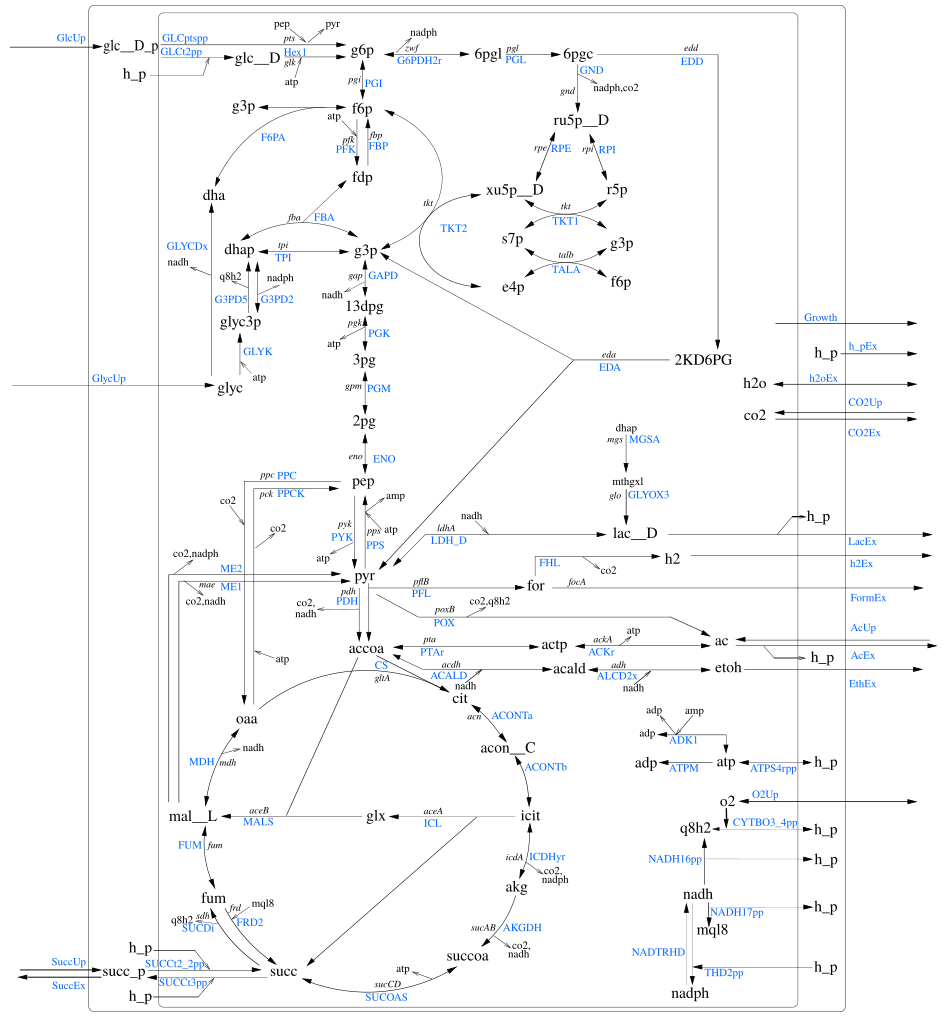 pep pyr nadph
GlcUp glc__D_p GLCptspp pts g6p zwf 6pgl pgl 6pgc edd
GLCt2pp glc__D Hex1 G6PDH2r PGL EDD
glk
h_p atp pgi PGI GND
gnd nadph,co2
g3p f6p
atp ru5p__D
F6PA pfk fbp
PFK FBP rpe RPE rpi RPI
fdp
dha xu5p__D r5p
fba FBA tkt tkt
TKT2 TKT1
GLYCDx dhap tpi g3p s7p g3p
TPI talb
nadh q8h2 nadph gap GAPD TALA
nadh e4p f6p
G3PD5 G3PD2
13dpg
glyc3p pgk PGK Growth
atp
GLYK 3pg h_p h_pEx
eda 2KD6PG
GlycUp glyc atp gpm PGM EDA h2o h2oEx
CO2Up
2pg co2
CO2Ex
dhap
mgs MGSA
eno ENO
ppc PPC pep mthgxl
pck PPCK glo GLYOX3
co2 amp
co2 pyk pps atp nadh
PYK PPS ldhA lac__D h_p
LDH_D LacEx
co2,nadph atp
ME2 FHL co2 h2 h2Ex
mae ME1 pyr pflB for focA
co2,nadh pdh PFL FormEx
co2, PDH poxB co2,q8h2
nadh POX
ac AcUp
accoa pta actp ackA atp
PTAr ACKr h_p AcEx
atp CS acdh acald adh etoh
gltA ACALD ALCD2x EthEx
nadh nadh
cit
oaa acn ACONTa adp amp
adp ADK1
nadh acon__C
MDH mdh adp ATPM atp ATPS4rpp h_p
ACONTb
O2Up
o2
mal__L aceB glx aceA icit
MALS ICL q8h2 CYTBO3_4pp h_p
FUM fum icdA ICDHyr NADH16pp h_p
co2,
nadph
akg nadh
fum NADH17pp h_p
frd mql8
q8h2 sdh FRD2 mql8
SUCDi sucAB AKGDH
co2,
h_p nadh NADTRHD
succoa
SuccUp succ_p SUCCt2_2pp succ atp THD2pp h_p
SuccEx SUCCt3pp sucCD
h_p SUCOAS nadph